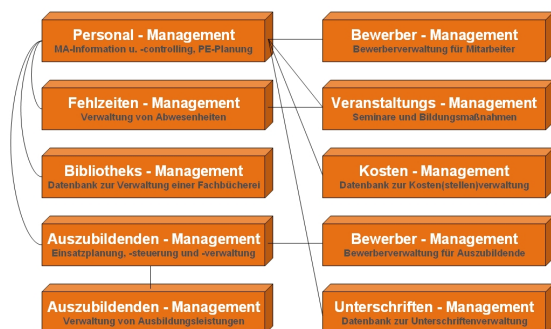 Personal - Management
MA-Information u. -controlling, PE-Planung
Bewerber - Management
Bewerberverwaltung für Mitarbeiter
Fehlzeiten - Management
Verwaltung von Abwesenheiten
Veranstaltungs - Management
Seminare und Bildungsmaßnahmen
Bibliotheks - Management
Datenbank zur Verwaltung einer Fachbücherei
Kosten - Management
Datenbank zur Kosten(stellen)verwaltung
Auszubildenden - Management
Einsatzplanung, -steuerung und -verwaltung
Bewerber - Management
Bewerberverwaltung für Auszubildende
Auszubildenden - Management
Verwaltung von Ausbildungsleistungen
Unterschriften - Management
Datenbank zur Unterschriftenverwaltung